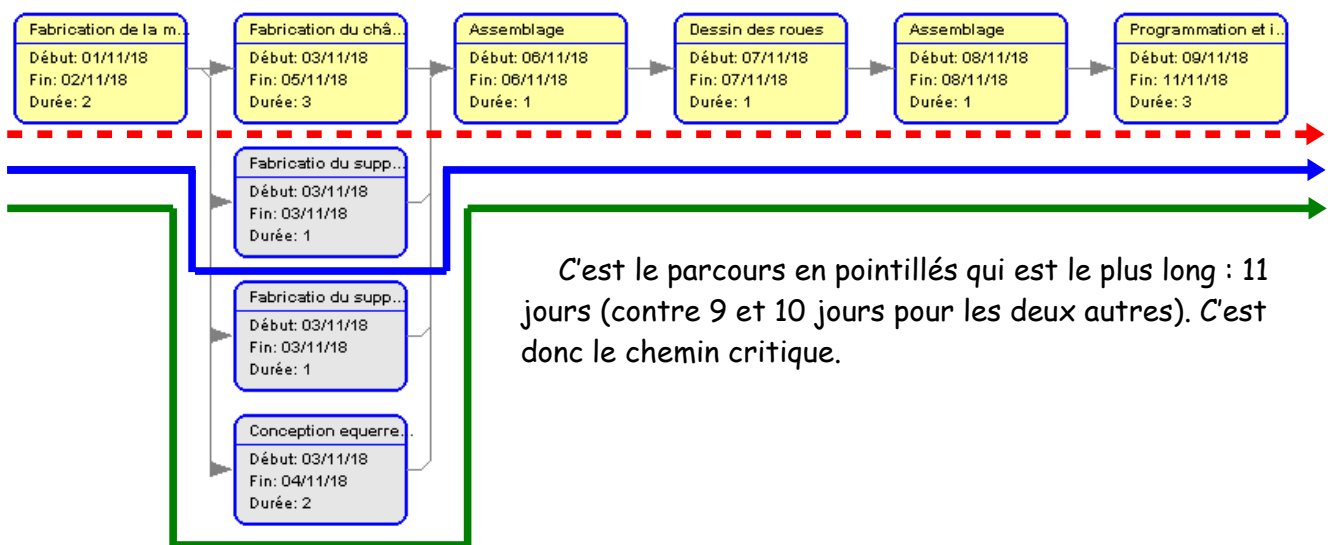 Fabrication de la m...
Début: 01/11/18
Fin: 02/11/18
Durée: 2
Fabrication du châ...
Début: 03/11/18
Fin: 05/11/18
Durée: 3
Assemblage
Début: 06/11/18
Fin: 06/11/18
Durée: 1
Dessin des roues
Début: 07/11/18
Fin: 07/11/18
Durée: 1
Assemblage
Début: 08/11/18
Fin: 08/11/18
Durée: 1
Programmation et i...
Début: 09/11/18
Fin: 11/11/18
Durée: 3
Fabricatio du supp...
Début: 03/11/18
Fin: 03/11/18
Durée: 1
Fabricatio du supp...
Début: 03/11/18
Fin: 03/11/18
Durée: 1
Conception equerre...
Début: 03/11/18
Fin: 04/11/18
Durée: 2
C'est le parcours en pointillés qui est le plus long : 11
jours (contre 9 et 10 jours pour les deux autres). C'est
donc le chemin critique.